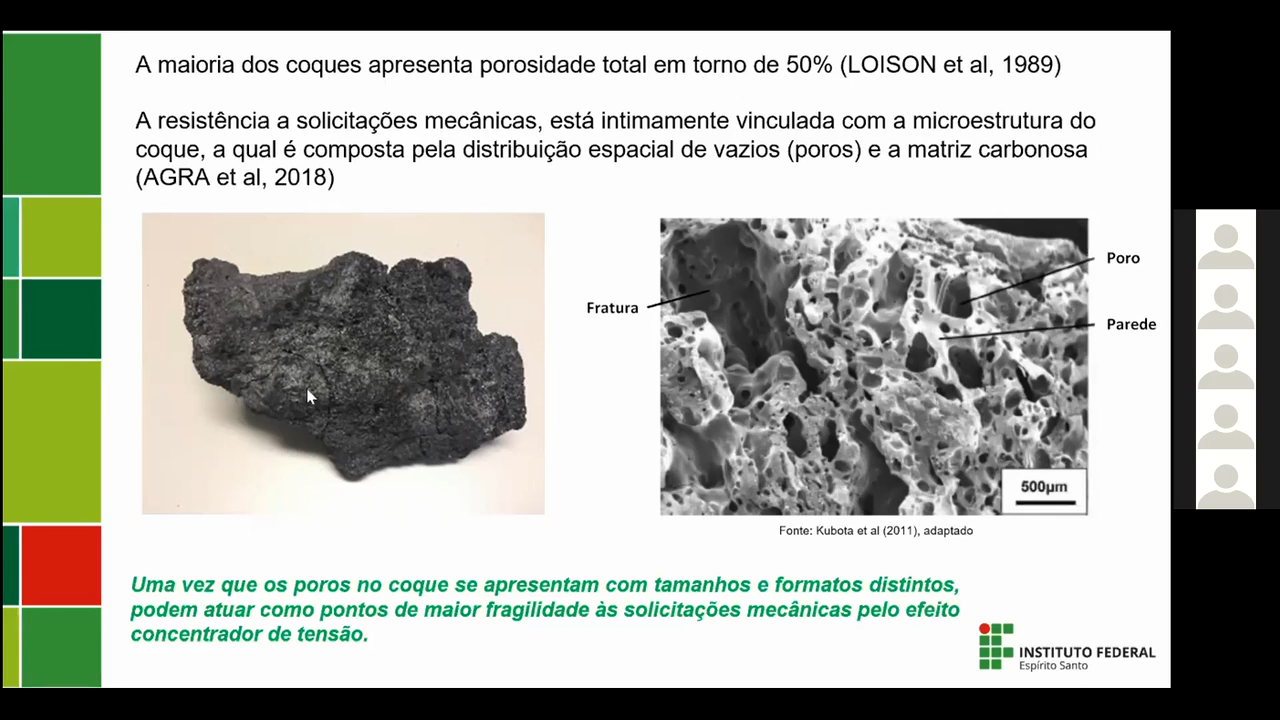 A maioria dos coques apresenta porosidade total em torno de 50% (LOISON et al, 1989)
A resistência a solicitações mecânicas, está intimamente vinculada com a microestrutura do
coque, a qual é composta pela distribuição espacial de vazios (poros) e a matriz carbonosa
(AGRA et al, 2018)
Fratura
Poro
Parede
500µm
Fonte: Kubota et al (2011), adaptado
Uma vez que os poros no coque se apresentam com tamanhos e formatos distintos,
podem atuar como pontos de maior fragilidade às solicitações mecânicas pelo efeito
concentrador de tensão.
INSTITUTO FEDERAL
Espírito Santo